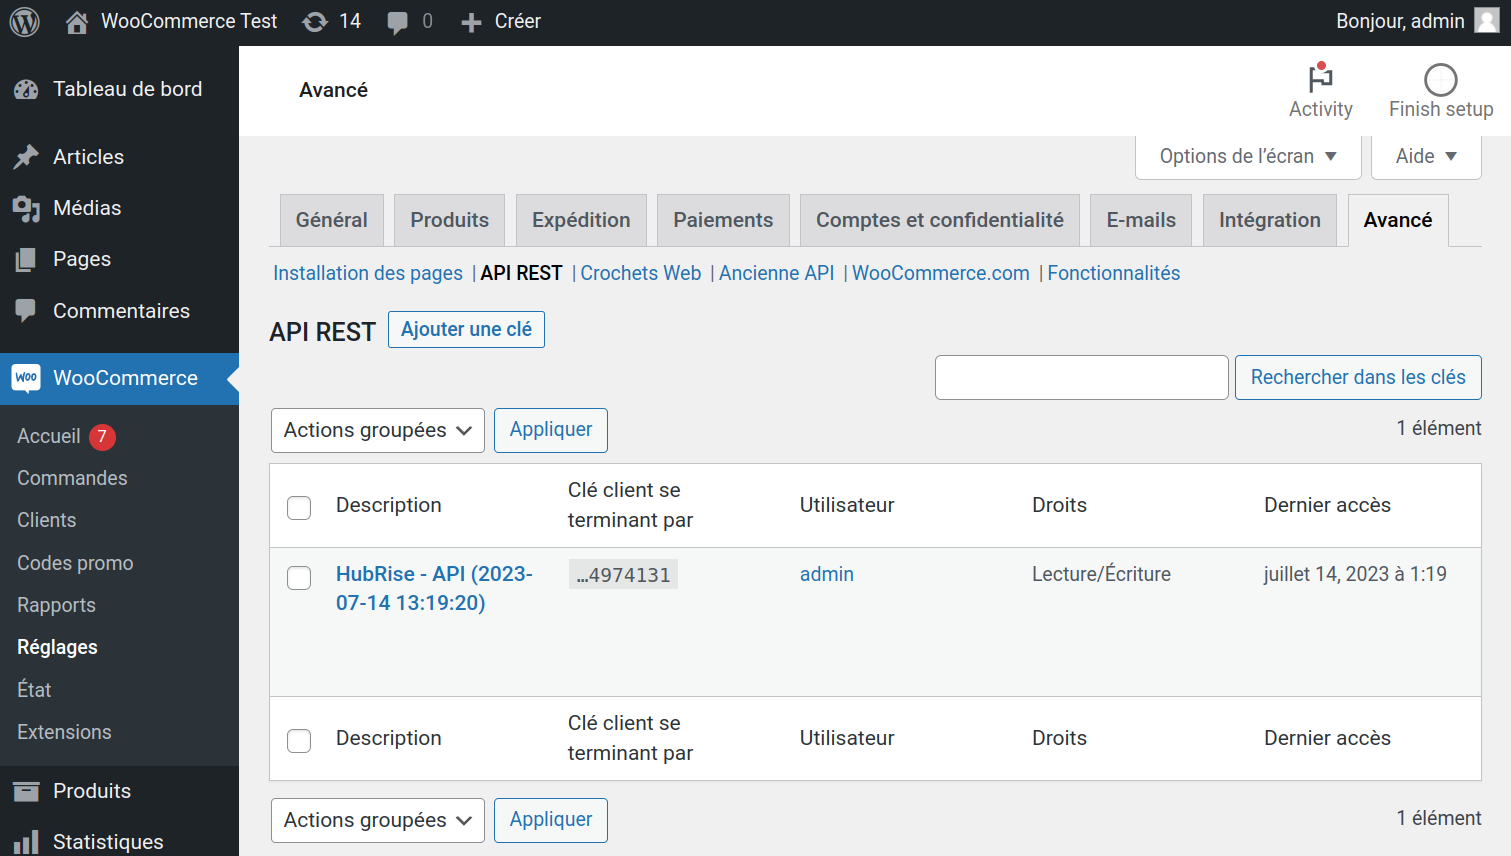 WooCommerce Test 14 0 Créer Bonjour, admin
Tableau de bord
Articles
Médias
Pages
Commentaires
woo WooCommerce
Accueil 7
Commandes
Clients
Codes promo
Rapports
Réglages
État
Extensions
Produits
Statistiques
Avancé
Activity Finish setup
Options de l’écran ▼ Aide ▼
Général Produits Expédition Paiements Comptes et confidentialité E-mails Intégration Avancé
Installation des pages | API REST | Crochets Web | Ancienne API | WooCommerce.com | Fonctionnalités
API REST Ajouter une clé
Rechercher dans les clés
Actions groupées Appliquer 1 élément
Description Clé client se terminant par Utilisateur Droits Dernier accès
HubRise - API (2023-
07-14 13:19:20) …4974131 admin Lecture/Écriture juillet 14, 2023 à 1:19
Description Clé client se terminant par Utilisateur Droits Dernier accès
Actions groupées Appliquer 1 élément